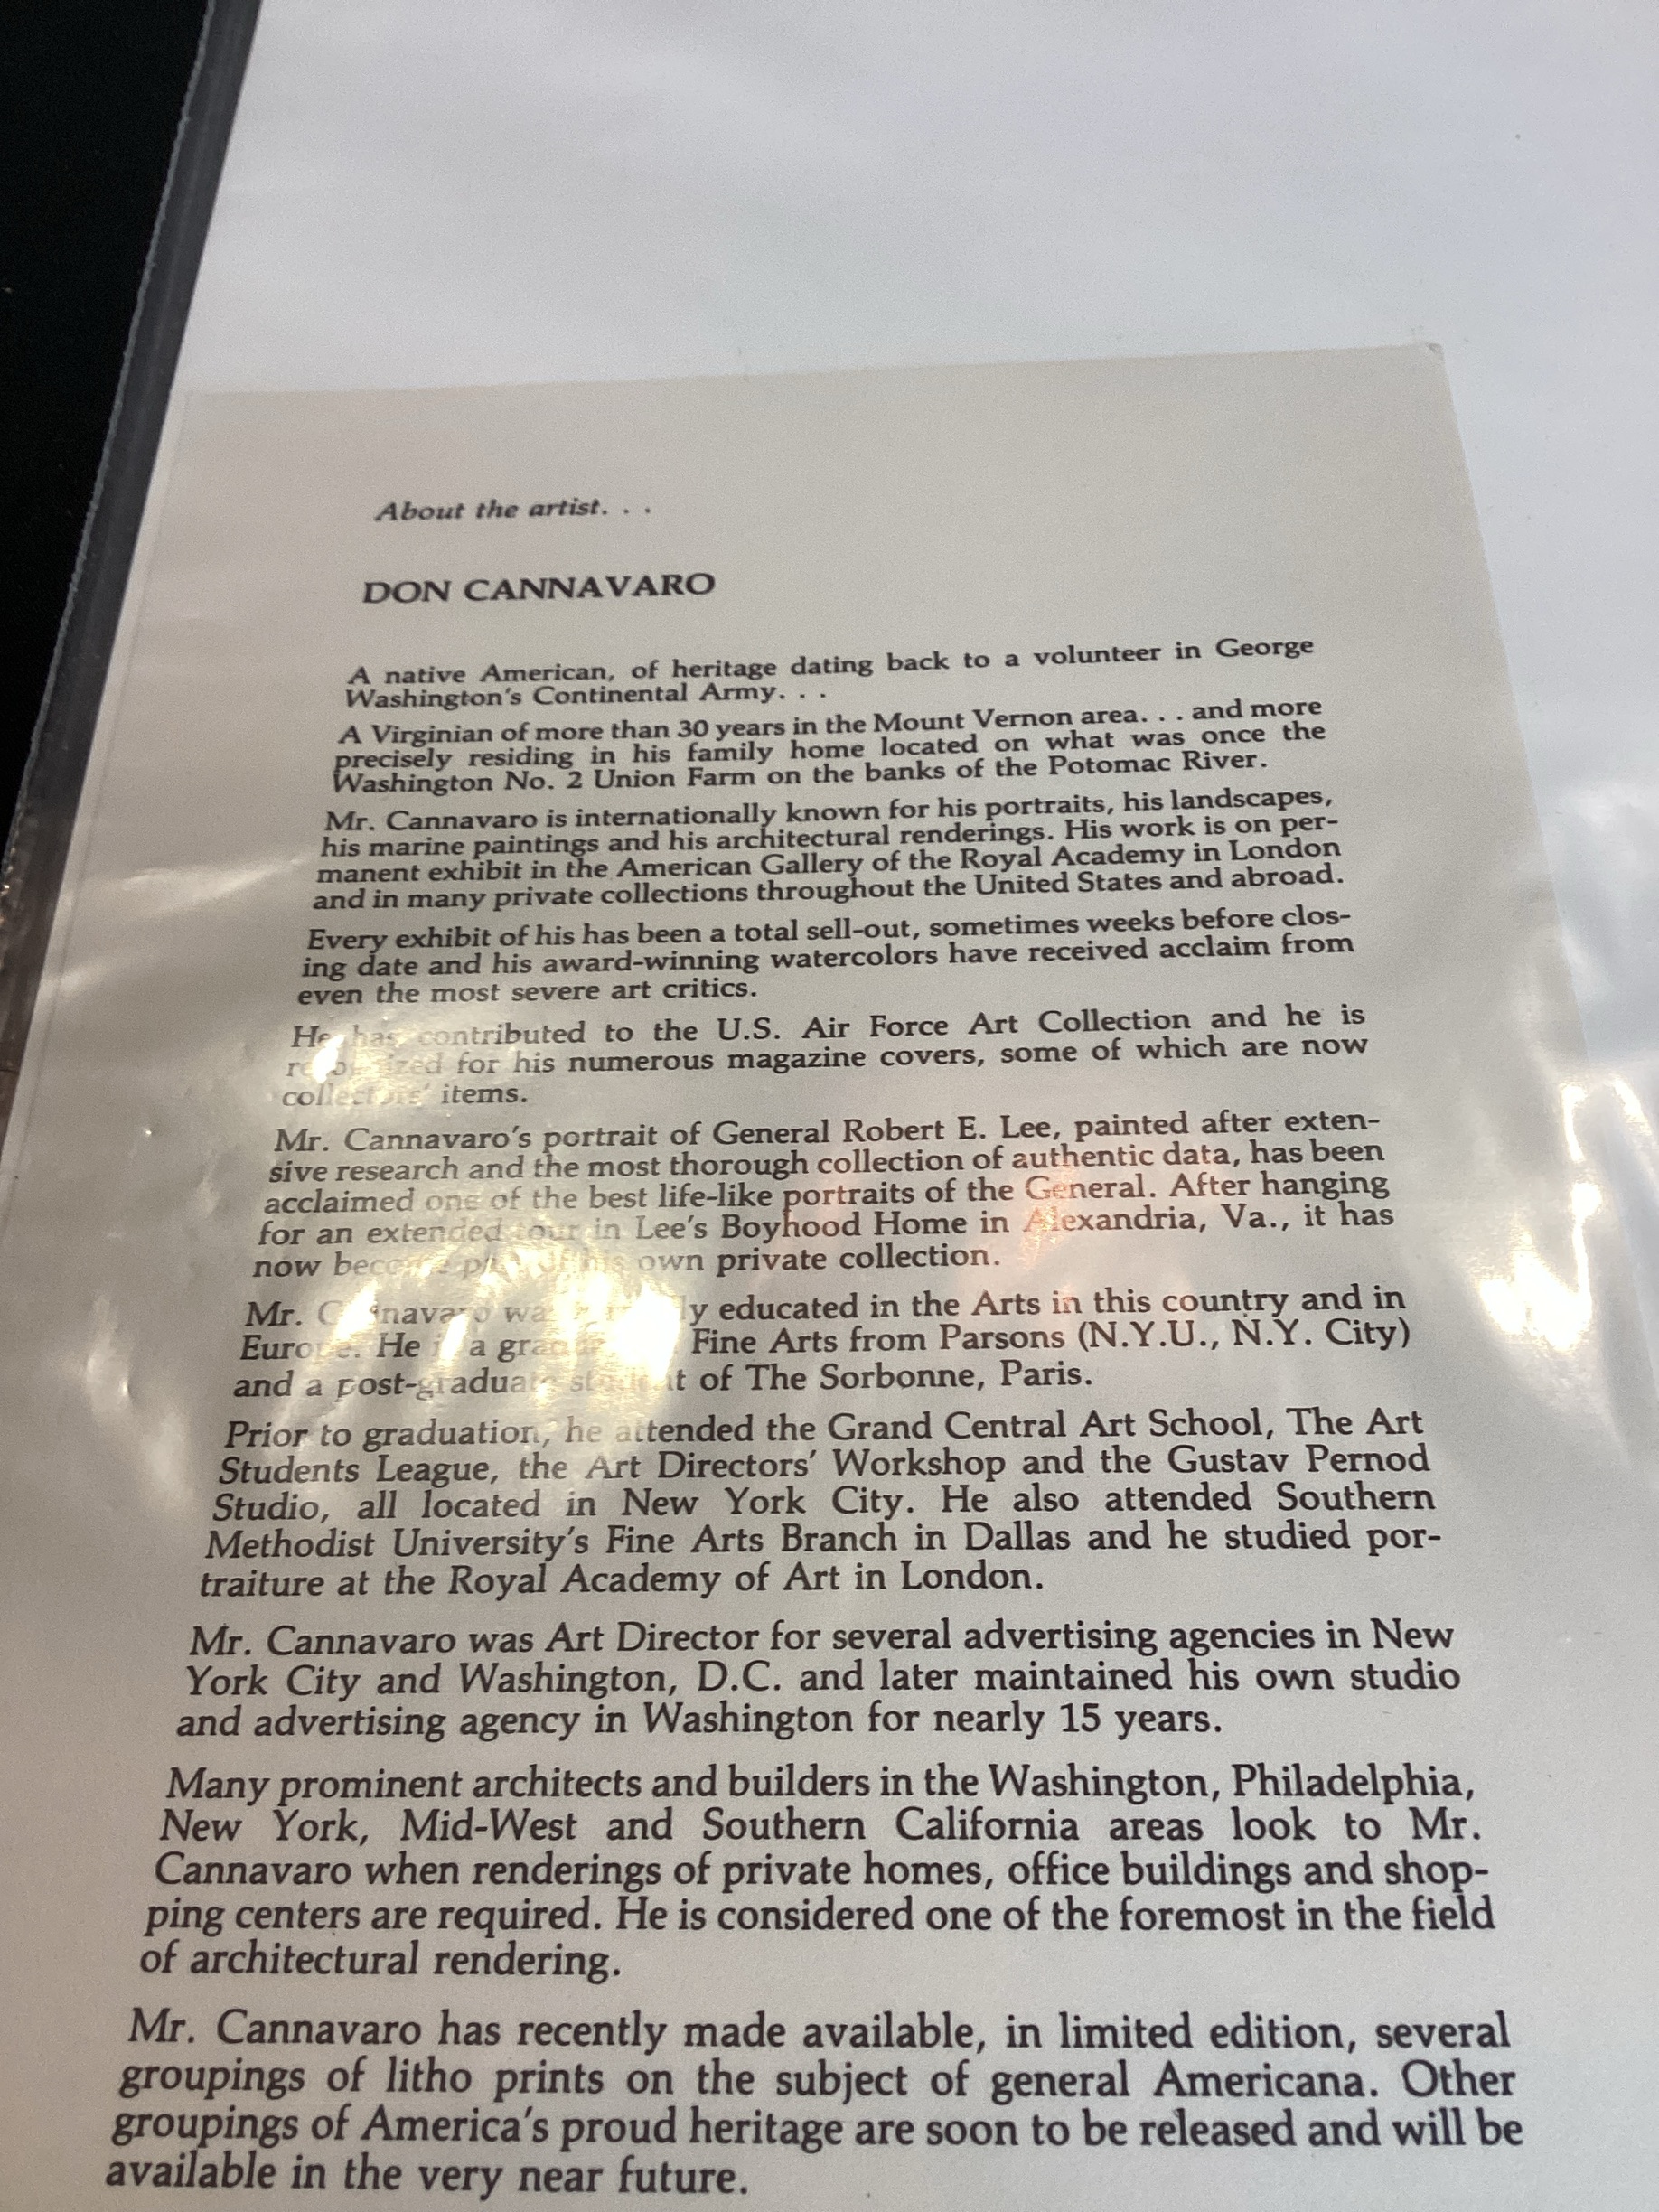 About the artist. . .
DON CANNAVARO
A native American, of heritage dating back to a volunteer in George
Washington's Continental Army. . .
A Virginian of more than 30 years in the Mount Vernon area. . . and more
precisely residing in his family home located on what was once the
Washington No. 2 Union Farm on the banks of the Potomac River.
Mr. Cannavaro is internationally known for his portraits, his landscapes,
his marine paintings and his architectural renderings. His work is on per-
manent exhibit in the American Gallery of the Royal Academy in London
and in many private collections throughout the United States and abroad.
Every exhibit of his has been a total sell-out, sometimes weeks before clos-
ing date and his award-winning watercolors have received acclaim from
even the most severe art critics.
He has contributed to the U.S. Air Force Art Collection and he is
recognized for his numerous magazine covers, some of which are now
collectors' items.
Mr. Cannavaro's portrait of General Robert E. Lee, painted after exten-
sive research and the most thorough collection of authentic data, has been
acclaimed one of the best life-like portraits of the General. After hanging
for an extended tour in Lee's Boyhood Home in Alexandria, Va., it has
now become part of his own private collection.
Mr. Cannavaro was educated in the Arts in this country and in
Europe. He is a graduate Fine Arts from Parsons (N.Y.U., N.Y. City)
and a post-graduate student of The Sorbonne, Paris.
Prior to graduation, he attended the Grand Central Art School, The Art
Students League, the Art Directors' Workshop and the Gustav Pernod
Studio, all located in New York City. He also attended Southern
Methodist University's Fine Arts Branch in Dallas and he studied por-
traiture at the Royal Academy of Art in London.
Mr. Cannavaro was Art Director for several advertising agencies in New
York City and Washington, D.C. and later maintained his own studio
and advertising agency in Washington for nearly 15 years.
Many prominent architects and builders in the Washington, Philadelphia,
New York, Mid-West and Southern California areas look to Mr.
Cannavaro when renderings of private homes, office buildings and shop-
ping centers are required. He is considered one of the foremost in the field
of architectural rendering.
Mr. Cannavaro has recently made available, in limited edition, several
groupings of litho prints on the subject of general Americana. Other
groupings of America's proud heritage are soon to be released and will be
available in the very near future.